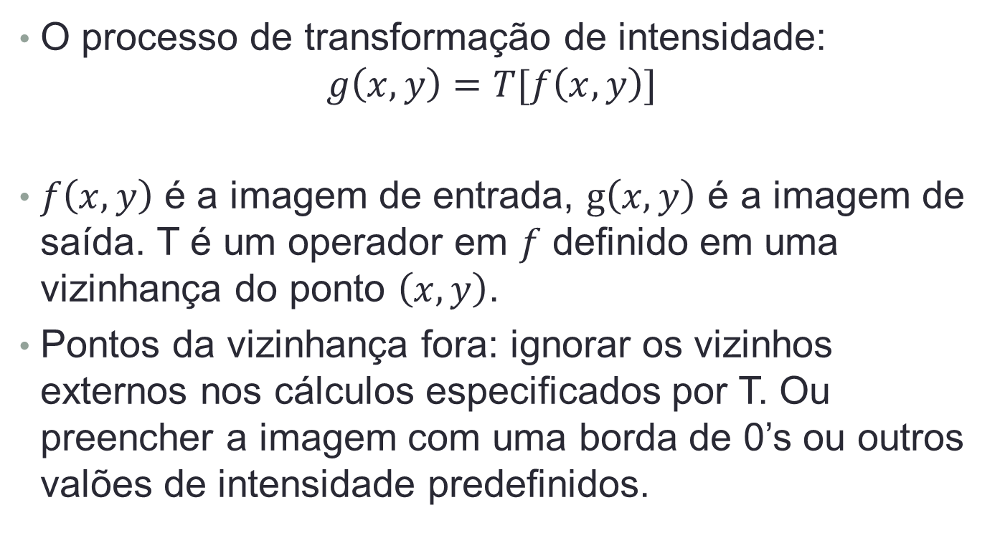 • O processo de transformação de intensidade:
g(x, y) = T[f(x, y)]
• f(x, y) é a imagem de entrada, g(x, y) é a imagem de
saída. T é um operador em f definido em uma
vizinhança do ponto (x, y).
• Pontos da vizinhança fora: ignorar os vizinhos
externos nos cálculos especificados por T. Ou
preencher a imagem com uma borda de 0’s ou outros
valões de intensidade predefinidos.